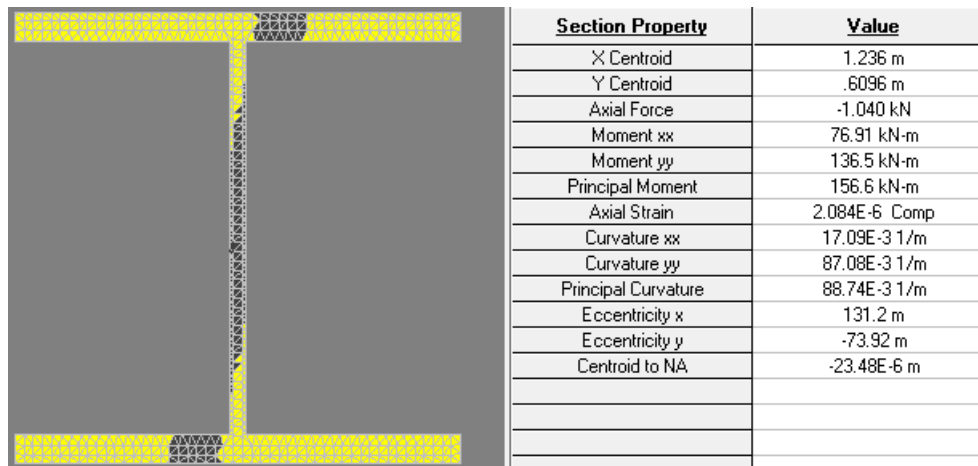 Section Property Value
X Centroid 1.236 m
Y Centroid .6096 m
Axial Force -1.040 kN
Moment xx 76.91 kN-m
Moment yy 136.5 kN-m
Principal Moment 156.6 kN-m
Axial Strain 2.084E-6 Comp
Curvature xx 17.09E-3 1/m
Curvature yy 87.08E-3 1/m
Principal Curvature 88.74E-3 1/m
Eccentricity x 131.2 m
Eccentricity y -73.92 m
Centroid to NA -23.48E-6 m